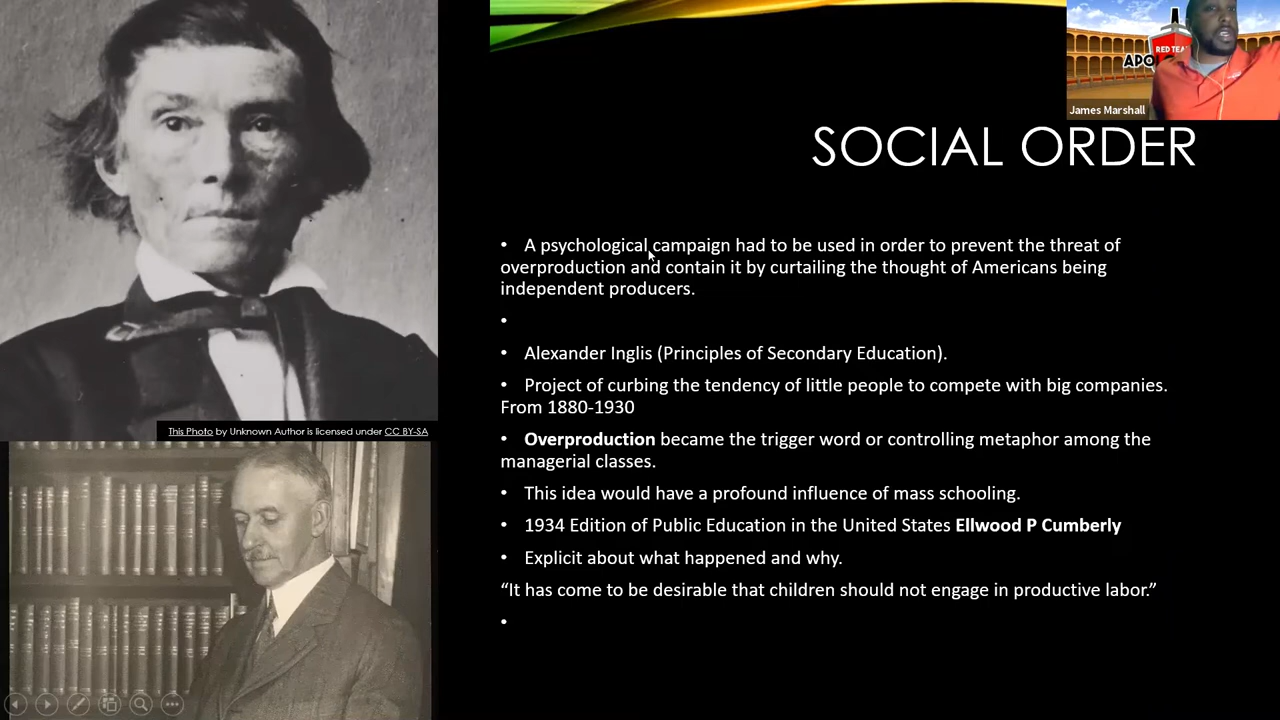 RED TEA
APO
James Marshall
SOCIAL ORDER
• A psychological campaign had to be used in order to prevent the threat of
overproduction and contain it by curtailing the thought of Americans being
independent producers.
•
• Alexander Inglis (Principles of Secondary Education).
• Project of curbing the tendency of little people to compete with big companies.
From 1880-1930
• Overproduction became the trigger word or controlling metaphor among the
managerial classes.
• This idea would have a profound influence of mass schooling.
• 1934 Edition of Public Education in the United States Ellwood P Cumberly
• Explicit about what happened and why.
“It has come to be desirable that children should not engage in productive labor.”
•
This Photo by Unknown Author is licensed under CC BY-SA